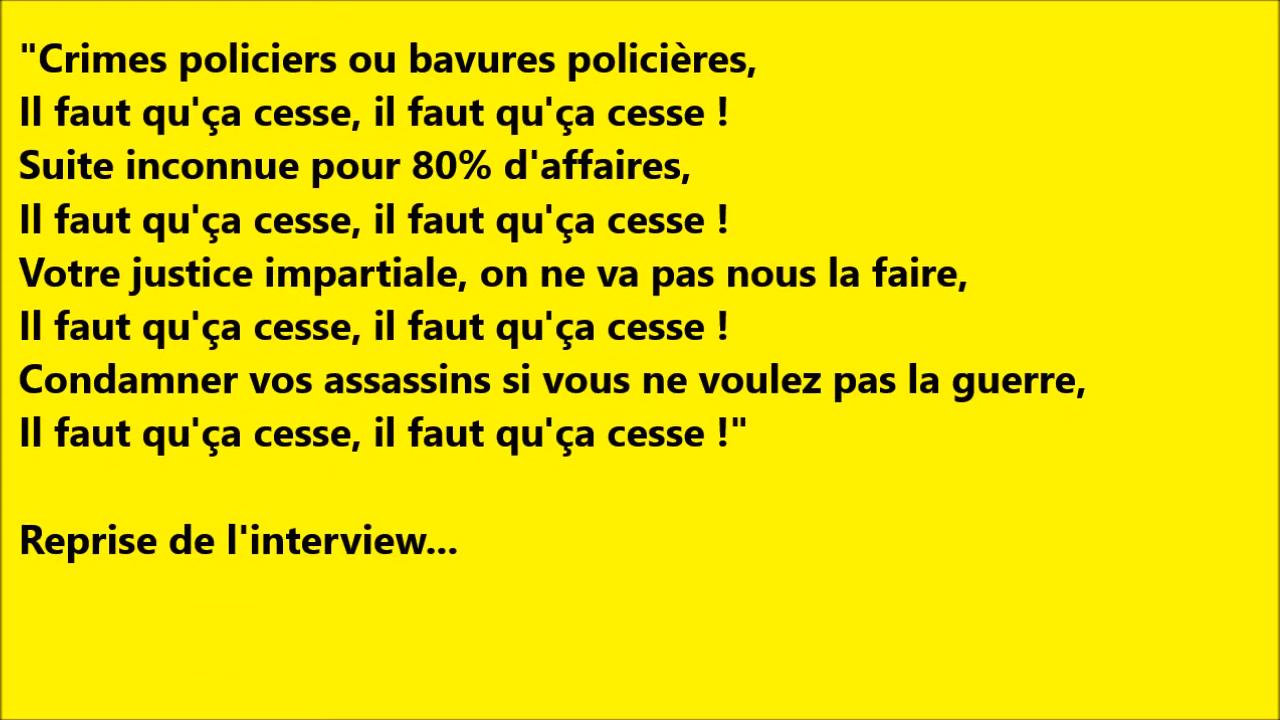 "Crimes policiers ou bavures policières,
Il faut qu'ça cesse, il faut qu'ça cesse !
Suite inconnue pour 80% d'affaires,
Il faut qu'ça cesse, il faut qu'ça cesse !
Votre justice impartiale, on ne va pas nous la faire,
Il faut qu'ça cesse, il faut qu'ça cesse !
Condamner vos assassins si vous ne voulez pas la guerre,
Il faut qu'ça cesse, il faut qu'ça cesse !"
Reprise de l'interview...